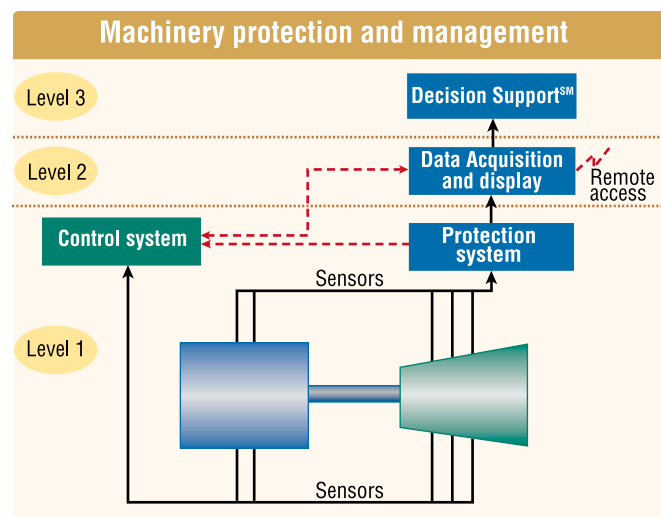 Machinery protection and management
Level 3
Decision Support℠
Level 2
Data Acquisition
and display
Remote
access
Control system
Protection
system
Sensors
Level 1
Sensors